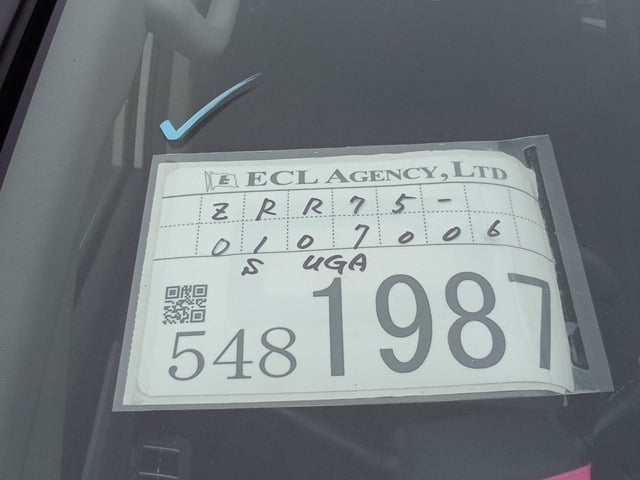 E ECL AGENCY, LTD
ZRR75-
0107006
S UGA
548 1987